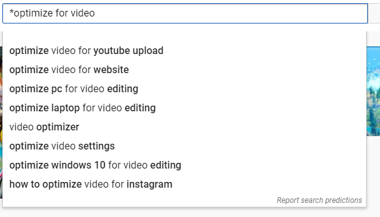 *optimize for video
optimize video for youtube upload
optimize video for website
optimize pc for video editing
optimize laptop for video editing
video optimizer
optimize video settings
optimize windows 10 for video editing
how to optimize video for instagram
Report search predictions